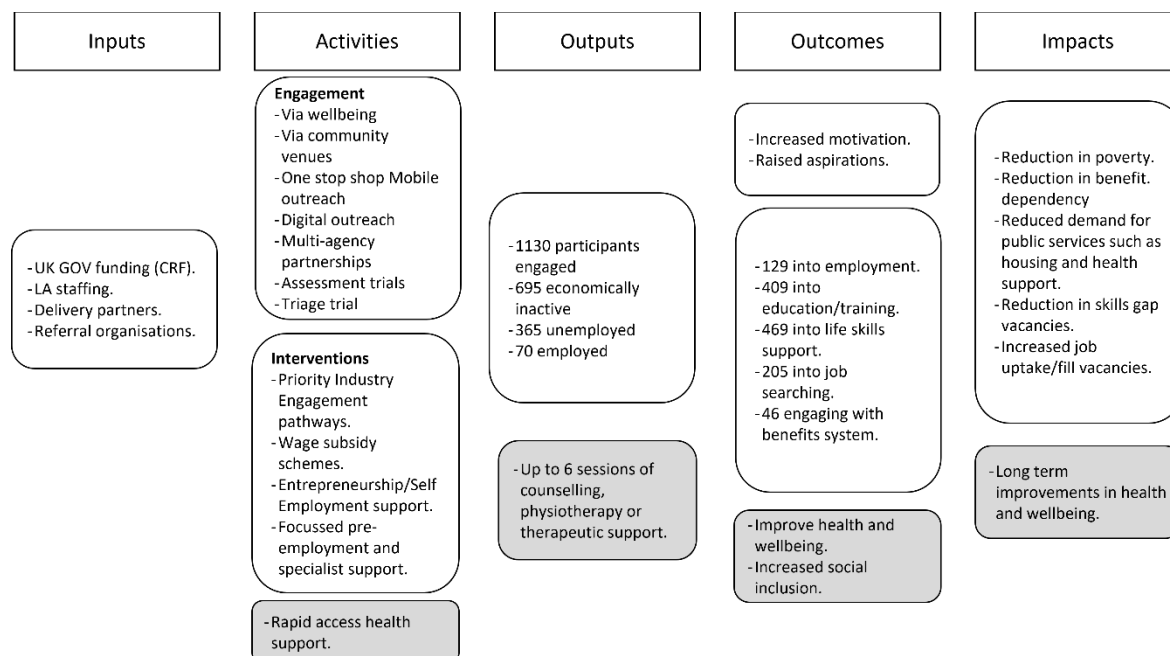 Inputs
Activities
Outputs
Outcomes
Impacts
- UK GOV funding (CRF).
- LA staffing.
- Delivery partners.
- Referral organisations.
Engagement
- Via wellbeing
- Via community
venues
- One stop shop Mobile
outreach
- Digital outreach
- Multi-agency
partnerships
- Assessment trials
- Triage trial
Interventions
- Priority Industry
Engagement
pathways.
- Wage subsidy
schemes.
- Entrepreneurship/Self
Employment support.
- Focussed pre-
employment and
specialist support.
- Rapid access health
support.
- 1130 participants
engaged
- 695 economically
inactive
- 365 unemployed
- 70 employed
- Up to 6 sessions of
counselling,
physiotherapy or
therapeutic support.
- Increased motivation.
- Raised aspirations.
- 129 into employment.
- 409 into
education/training.
- 469 into life skills
support.
- 205 into job
searching.
- 46 engaging with
benefits system.
- Improve health and
wellbeing.
- Increased social
inclusion.
- Reduction in poverty.
- Reduction in benefit.
dependency
- Reduced demand for
public services such as
housing and health
support.
- Reduction in skills gap
vacancies.
- Increased job
uptake/fill vacancies.
- Long term
improvements in health
and wellbeing.